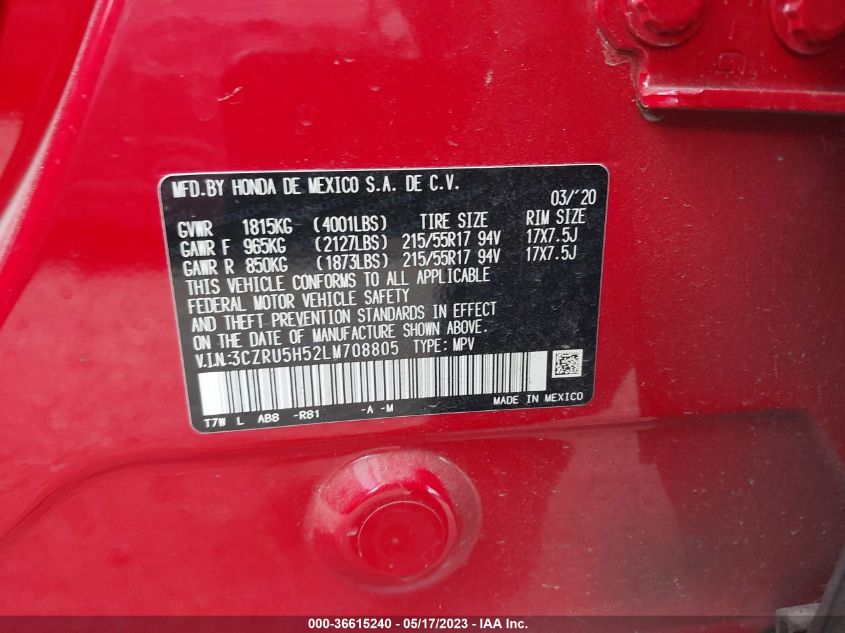 MFD.BY HONDA DE MEXICO S.A. DE C.V.
03/'20
GVWR 1815KG (4001LBS) TIRE SIZE RIM SIZE
GAWR F 965KG (2127LBS) 215/55R17 94V 17X7.5J
GAWR R 850KG (1873LBS) 215/55R17 94V 17X7.5J
THIS VEHICLE CONFORMS TO ALL APPLICABLE
FEDERAL MOTOR VEHICLE SAFETY
AND THEFT PREVENTION STANDARDS IN EFFECT
ON THE DATE OF MANUFACTURE SHOWN ABOVE.
V.I.N:3CZRU5H52LM708805 TYPE: MPV
T7W L AB8 -R81 -A -M
MADE IN MEXICO
000-36615240 - 05/17/2023 - IAAI.com